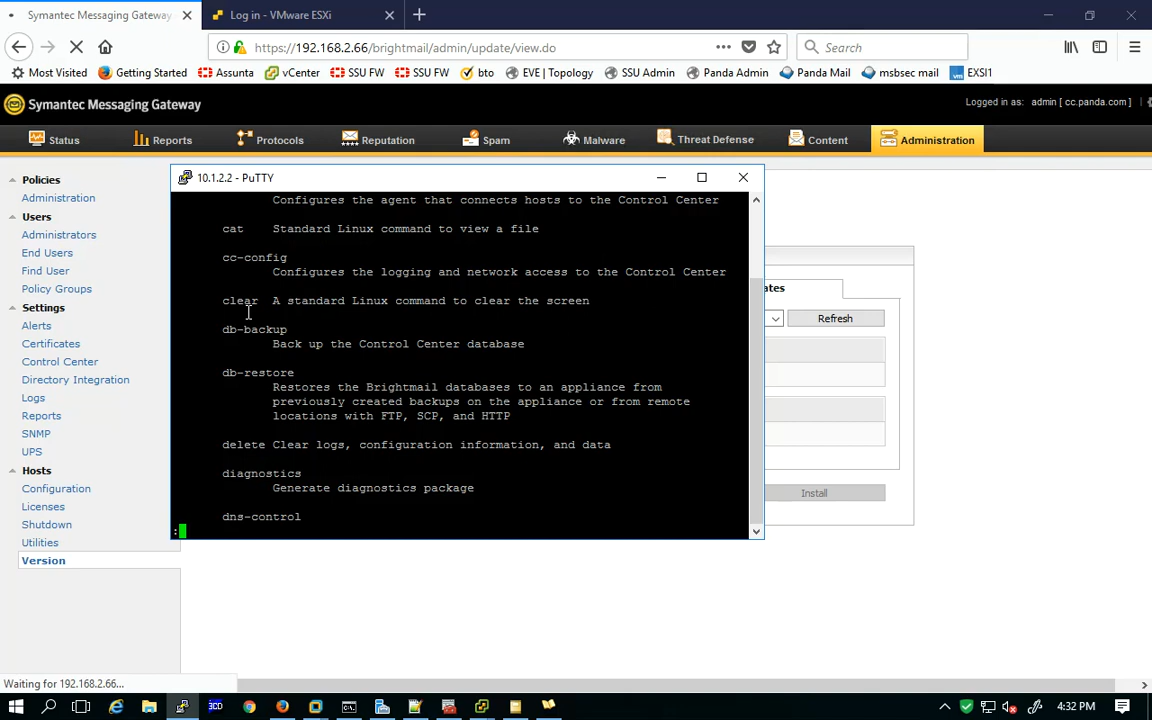 Symantec Messaging Gateway
Log in - VMware ESXi
https://192.168.2.66/brightmail/admin/update/view.do
Search
Most Visited
Getting Started
Assunta
vCenter
SSU FW
SSU FW
bto
EVE | Topology
SSU Admin
Panda Admin
Panda Mail
msbsec mail
EXSI1
Symantec Messaging Gateway
Logged in as: admin [ cc.panda.com ]
Status
Reports
Protocols
Reputation
Spam
Malware
Threat Defense
Content
Administration
Policies
Administration
Users
Administrators
End Users
Find User
Policy Groups
Settings
Alerts
Certificates
Control Center
Directory Integration
Logs
Reports
SNMP
UPS
Hosts
Configuration
Licenses
Shutdown
Utilities
Version
10.1.2.2 - PuTTY
Configures the agent that connects hosts to the Control Center
cat Standard Linux command to view a file
cc-config
Configures the logging and network access to the Control Center
clear A standard Linux command to clear the screen
db-backup
Back up the Control Center database
db-restore
Restores the Brightmail databases to an appliance from
previously created backups on the appliance or from remote
locations with FTP, SCP, and HTTP
delete Clear logs, configuration information, and data
diagnostics
Generate diagnostics package
dns-control
:
ates
Refresh
Install
Waiting for 192.168.2.66...
4:32 PM